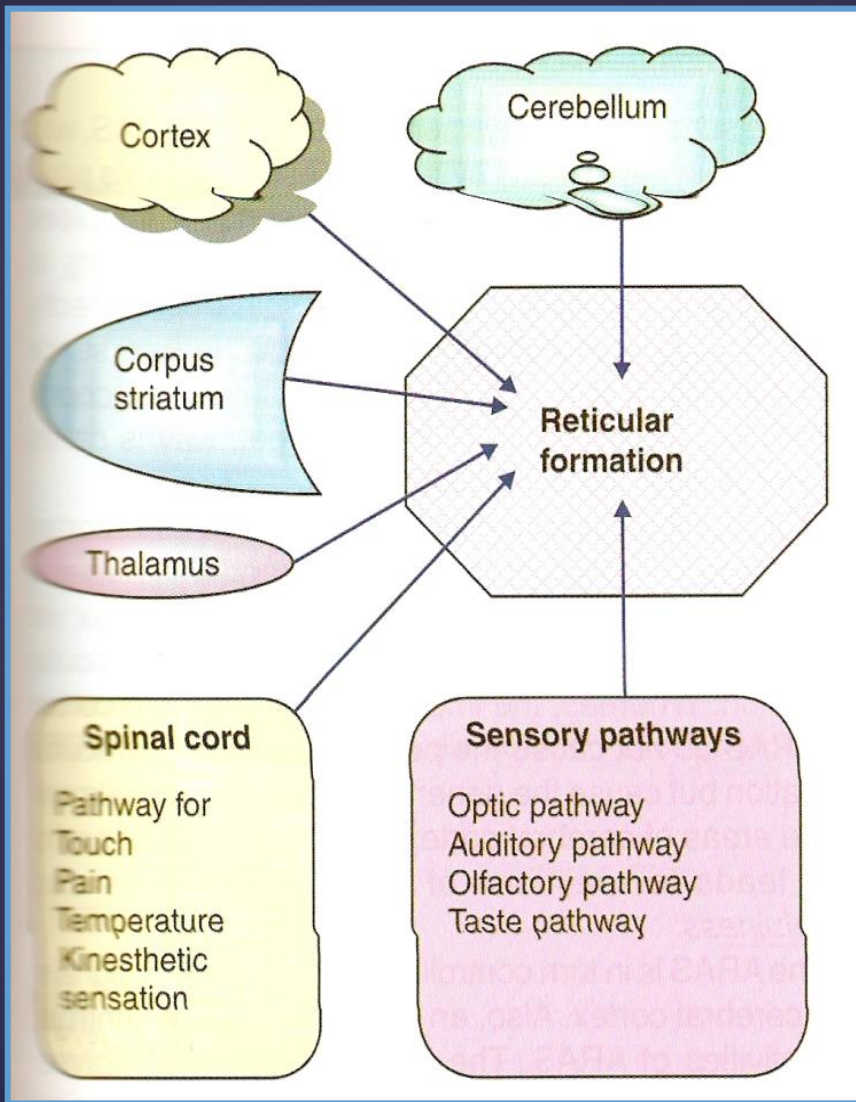 Cortex
Cerebellum
Corpus
striatum
Reticular
formation
Thalamus
Spinal cord
Pathway for
Touch
Pain
Temperature
Kinesthetic
sensation
Sensory pathways
Optic pathway
Auditory pathway
Olfactory pathway
Taste pathway